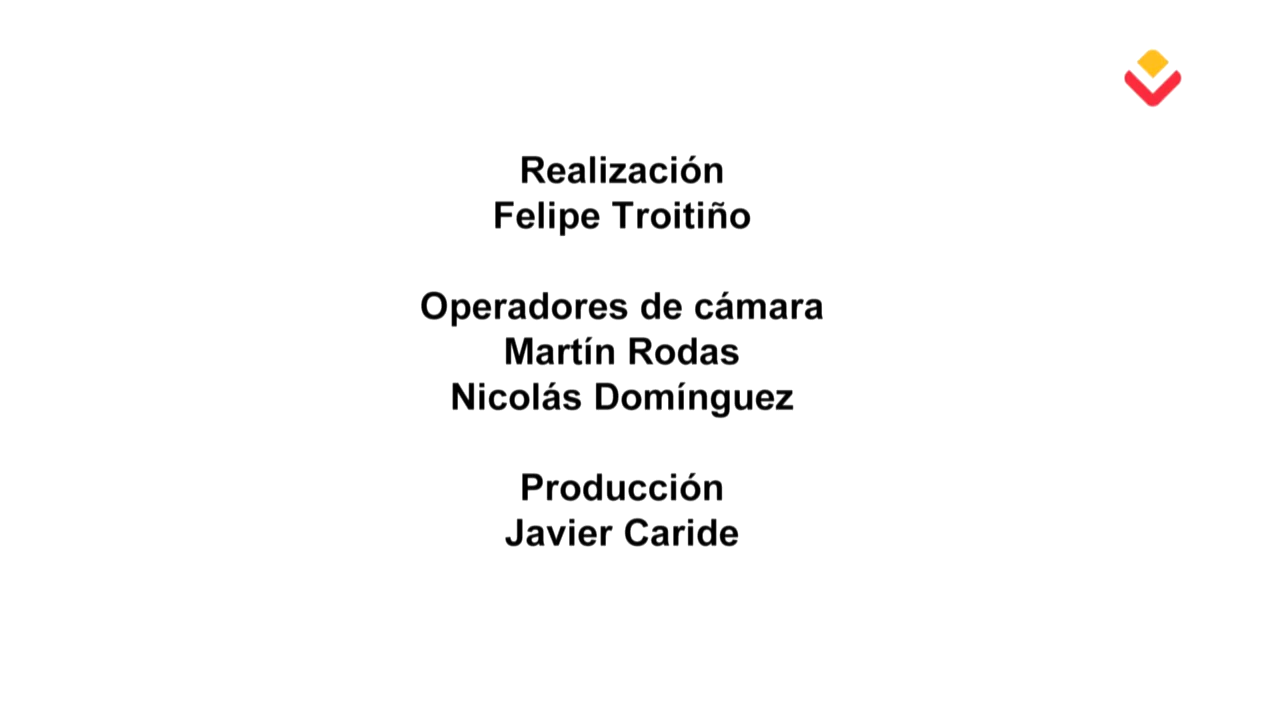 Realización
Felipe Troitiño
Operadores de cámara
Martín Rodas
Nicolás Domínguez
Producción
Javier Caride